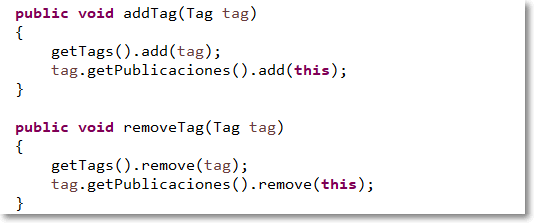 public void addTag(Tag tag)
{
    getTags().add(tag);
    tag.getPublicaciones().add(this);
}

public void removeTag(Tag tag)
{
    getTags().remove(tag);
    tag.getPublicaciones().remove(this);
}